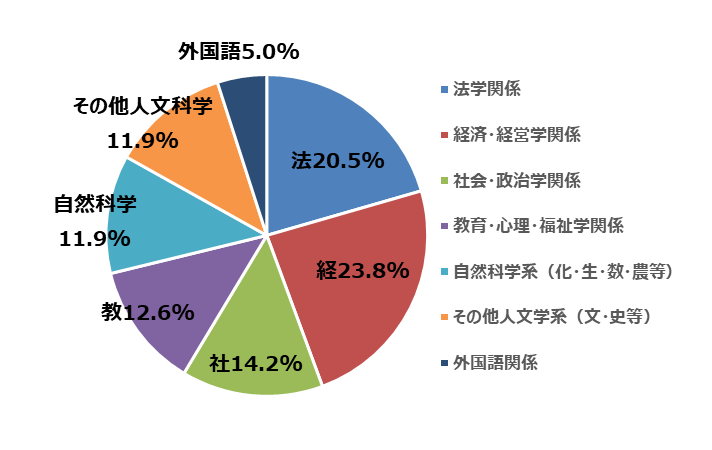 外国語5.0%
その他人文科学
11.9%
法20.5%
自然科学
11.9%
経23.8%
教12.6%
社14.2%
法学関係
経済・経営学関係
社会・政治学関係
教育・心理・福祉学関係
自然科学系（化・生・数・農等）
その他人文学系（文・史等）
外国語関係